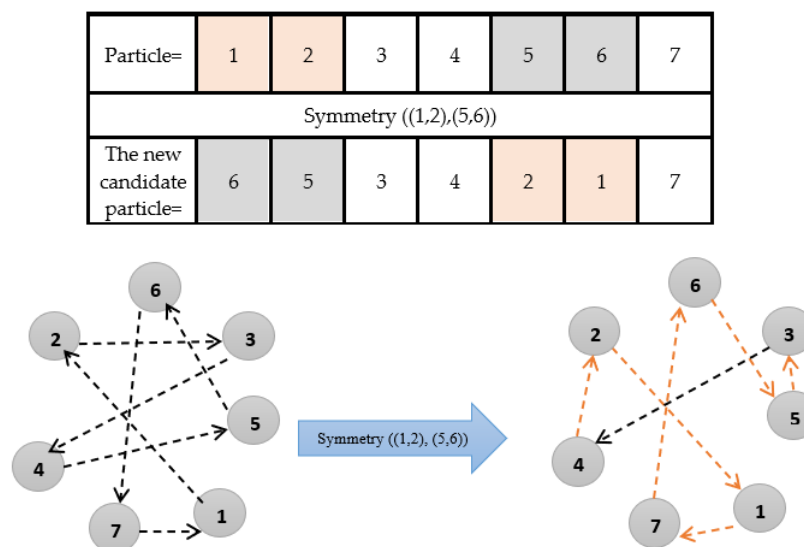 Particle= 1 2 3 4 5 6 7
Symmetry ((1,2),(5,6))
The new
candidate
particle= 6 5 3 4 2 1 7
6
2
3
5
4
7
1
Symmetry ((1,2), (5,6))
6
2
3
5
4
7
1